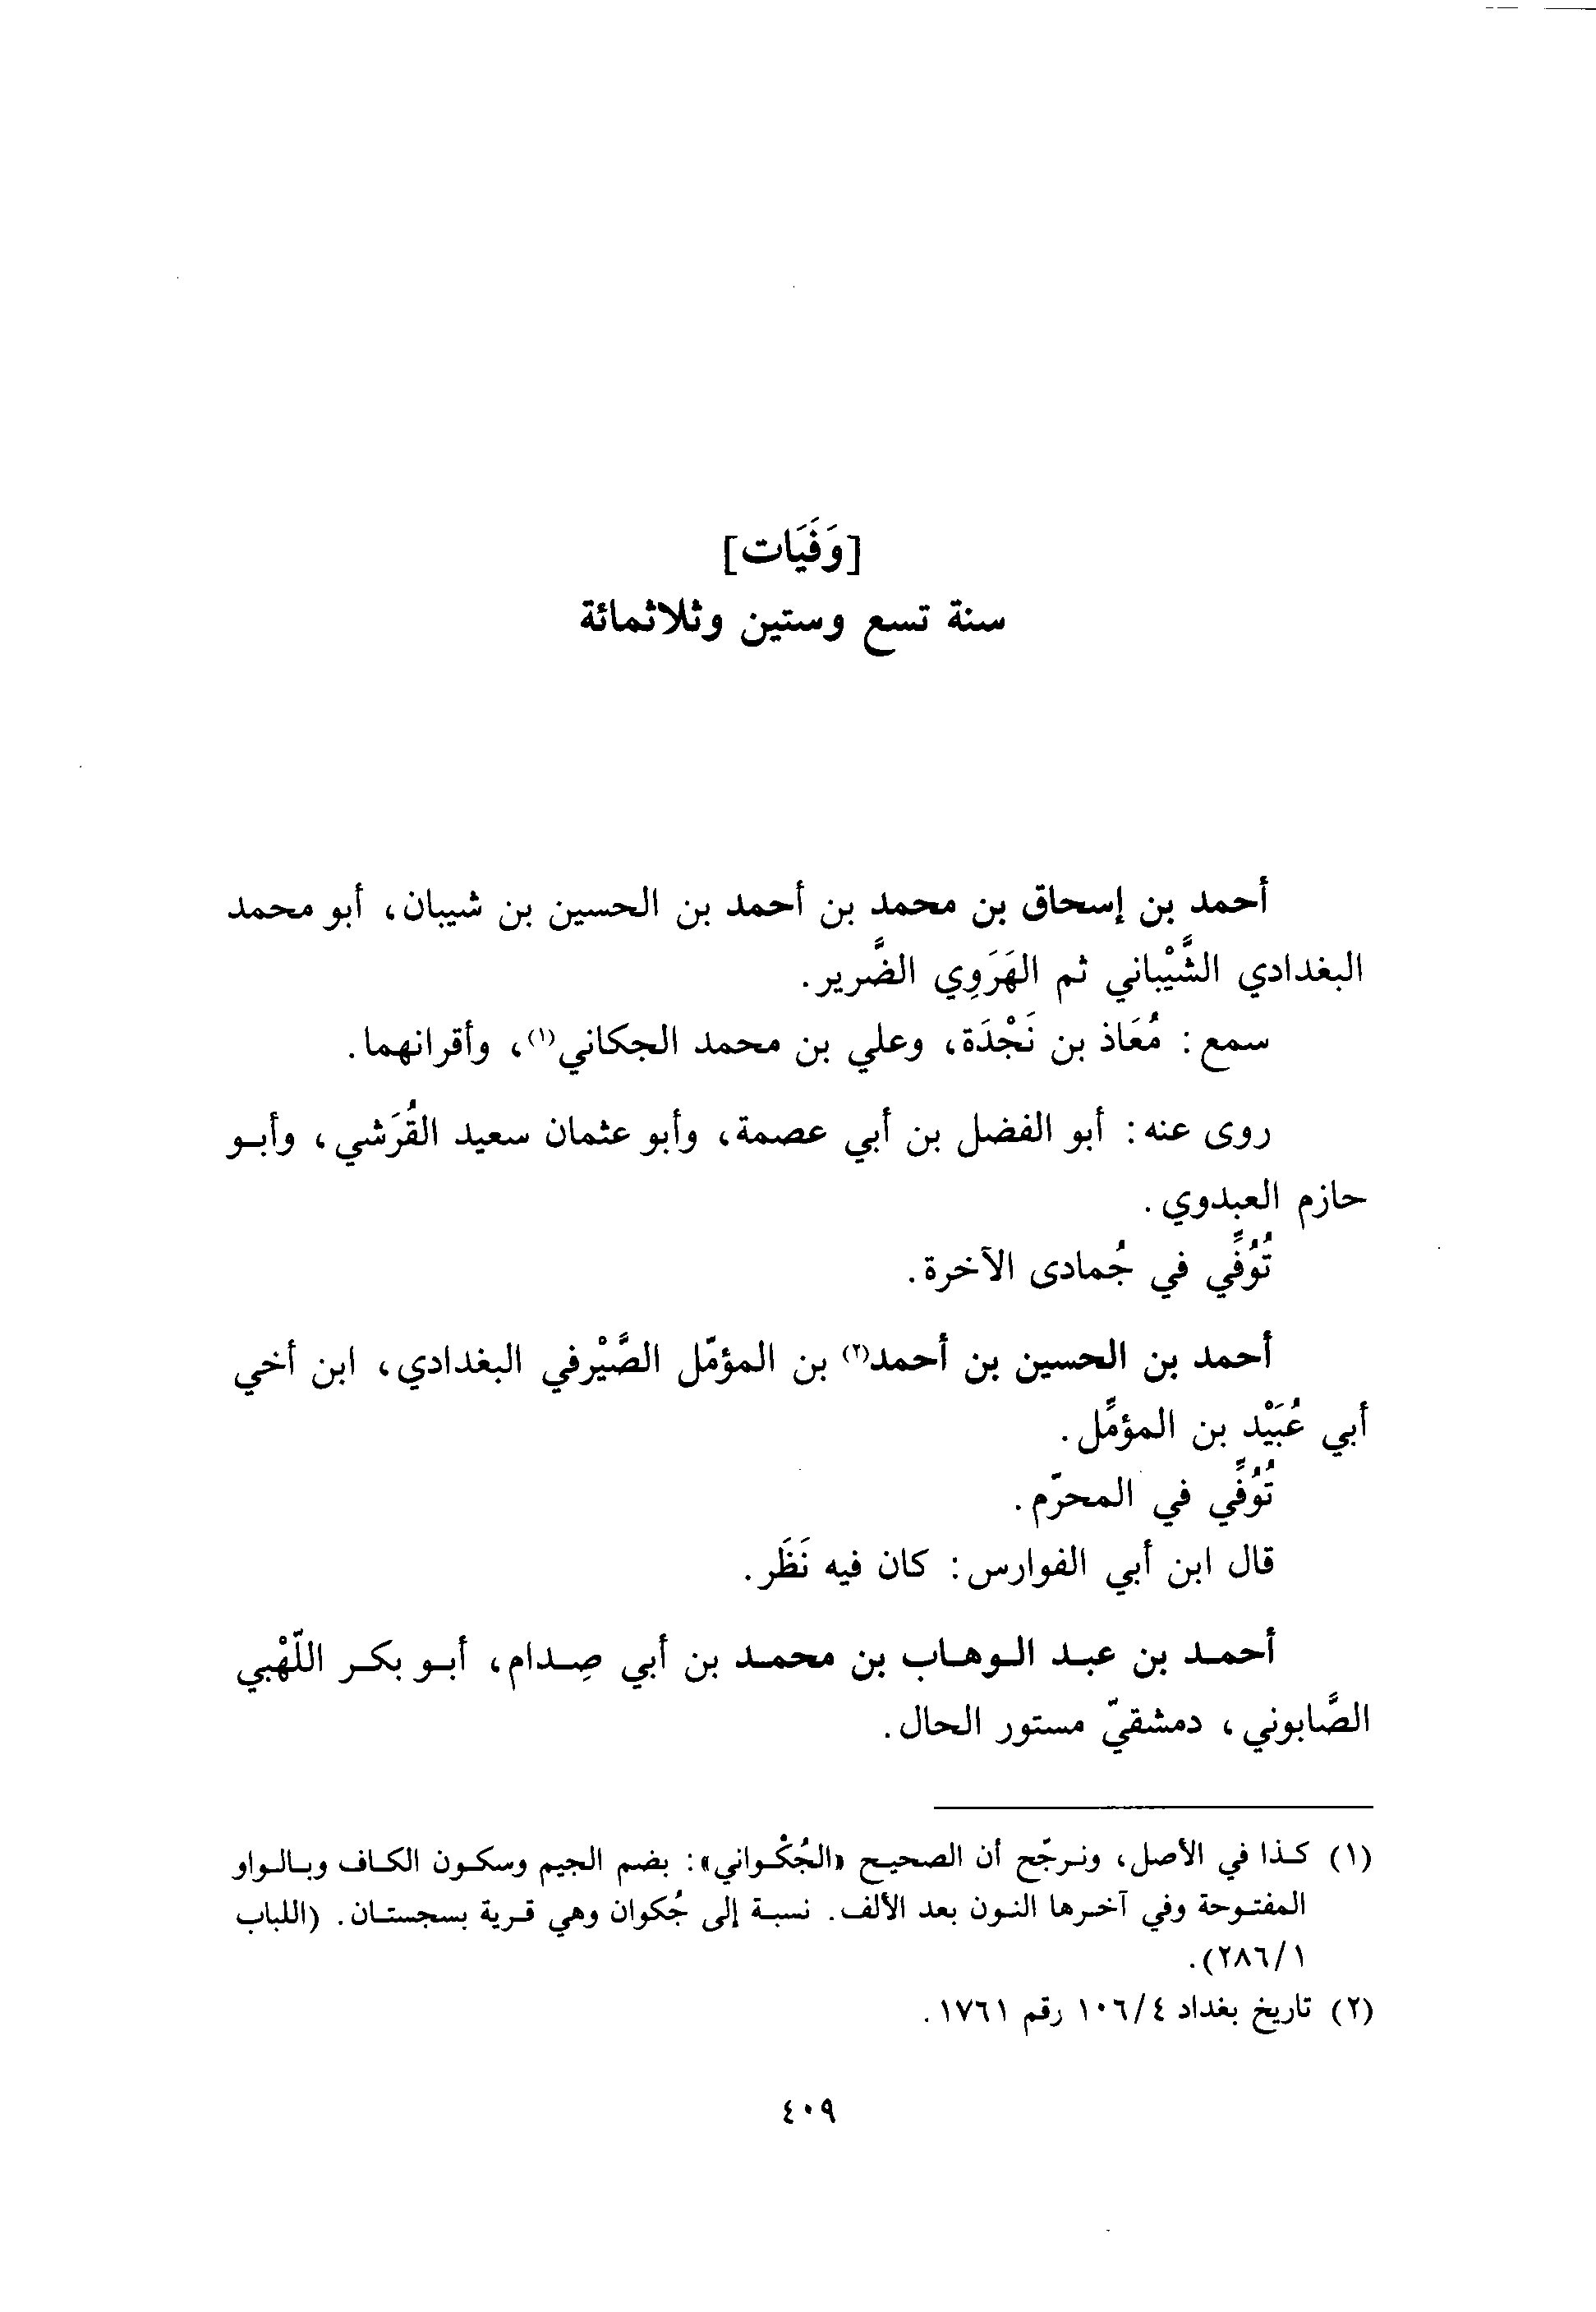 [وَفَيَات]
سنة تسع وستين وثلاثمائة
أحمد بن إسحاق بن محمد بن أحمد بن الحسين بن شيبان، أبو محمد
البغدادي الشَّيْباني ثم الهَرَوِي الضَّرير.
سمع: مُعَاذ بن نَجْدَة، وعلي بن محمد الجكاني(١)، وأقرانهما.
روى عنه: أبو الفضل بن أبي عصمة، وأبو عثمان سعيد القُرَشي، وأبو
حازم العبدوي.
تُوُفِّي في جُمادى الآخرة.
أحمد بن الحسين بن أحمد(٢) بن المؤمّل الصَّيْرفي البغدادي، ابن أخي
أبي عُبَيْد بن المؤمِّل.
تُوُفِّي في المحرّم.
قال ابن أبي الفوارس: كان فيه نَظَر.
أحمد بن عبد الوهاب بن محمد بن أبي صِدام، أبو بكر اللّهْبي
الصَّابوني، دمشقيّ مستور الحال.
(١) كذا في الأصل، ونرجّح أن الصحيح «الجُكْواني»: بضم الجيم وسكون الكاف وبالواو
المفتوحة وفي آخرها النون بعد الألف. نسبة إلى جُكوان وهي قرية بسجستان. (اللباب
٢٨٦/١).
(٢) تاريخ بغداد ١٠٦/٤ رقم ١٧٦١.
٤٠٩